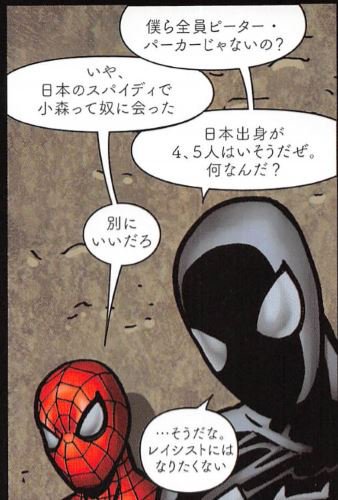 僕ら全員ピーター・
パーカーじゃないの？
いや、
日本のスパイディで
小森って奴に会った
日本出身が
4、5人はいそうだぜ。
何なんだ？
別に
いいだろ
…そうだな。
レイシストには
なりたくない